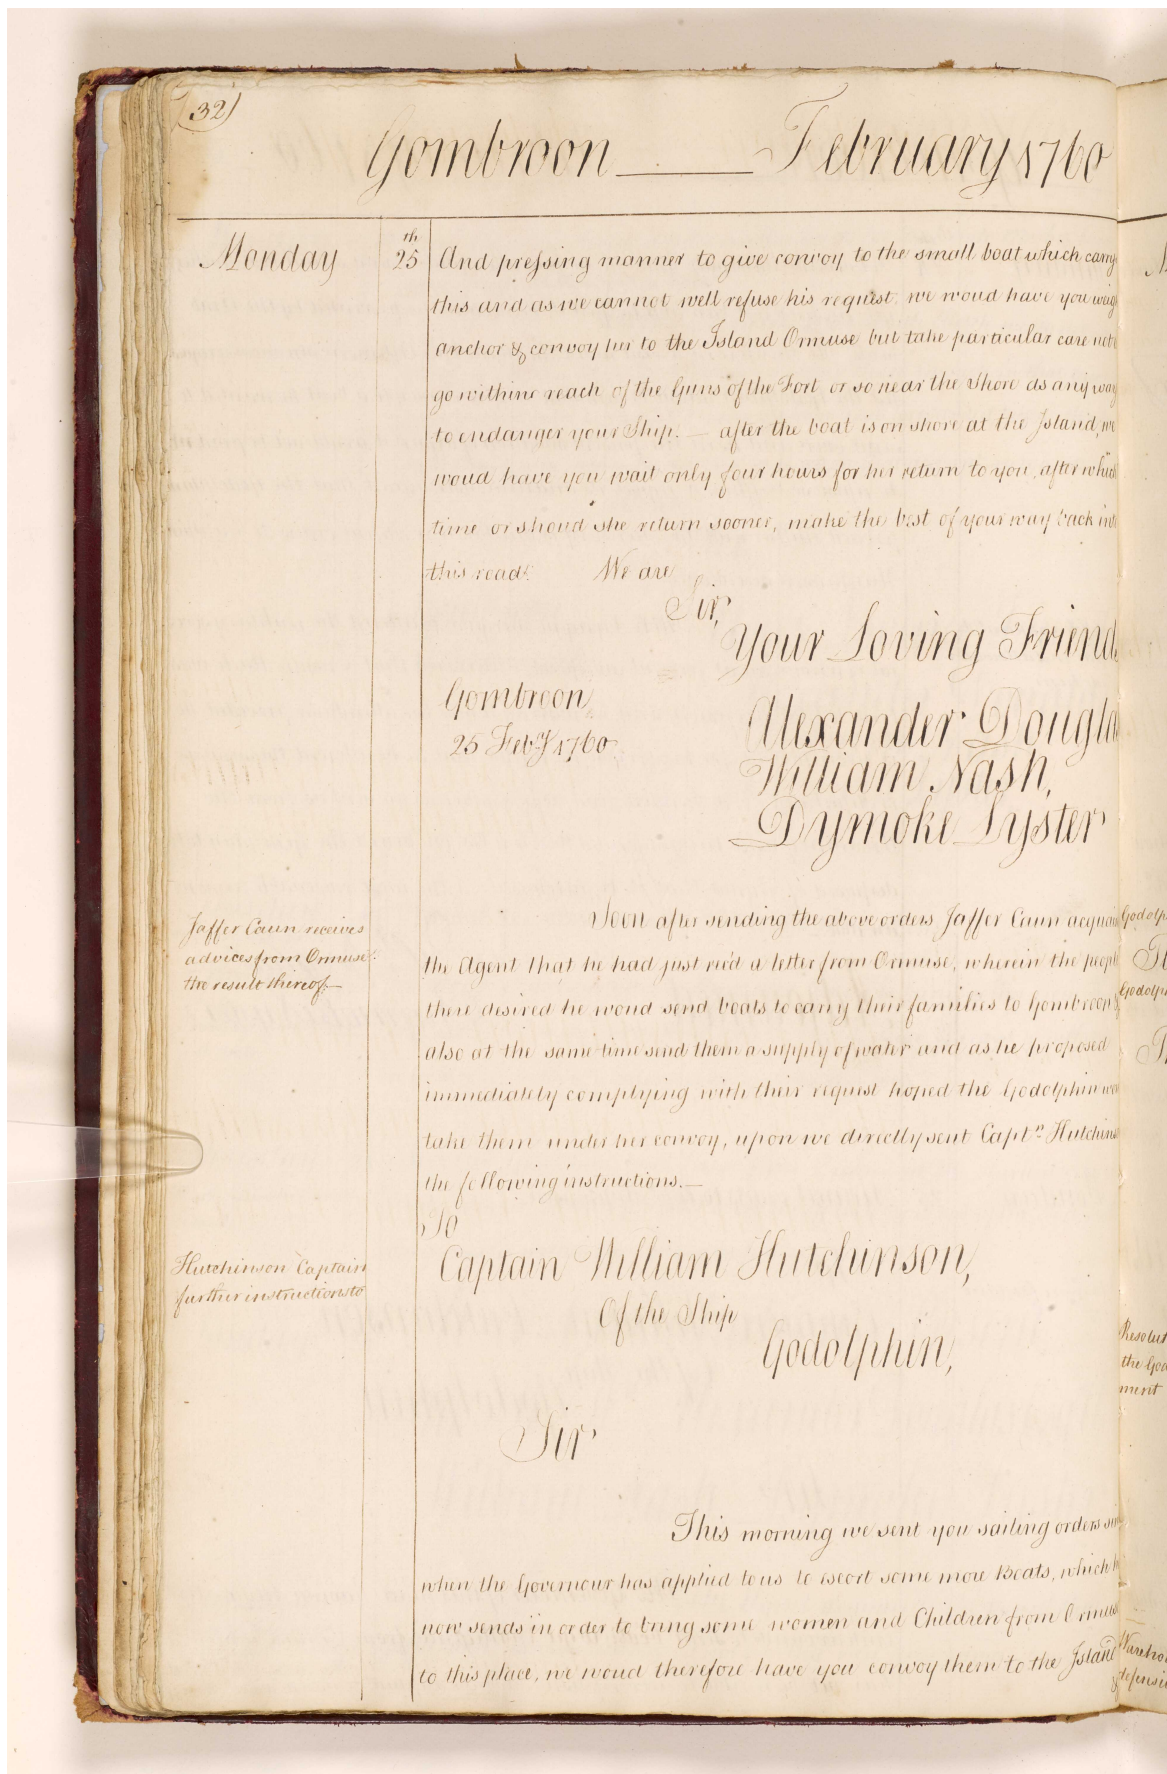 (32)
Gombroon February 1760
Monday 25th And pressing manner to give convoy to the small boat which carry
this and as we cannot well refuse his request, we woud have you weig
anchor & convoy her to the Island Ormuse but take particular care not
go within reach of the Guns of the Fort or so near the Shore as any way
to endanger your Ship. — after the boat is on shore at the Island, we
woud have you wait only four hours for her return to you, after which
time or shoud she return sooner, make the best of your way back into
this road. We are
Sir,
Your Loving Friend
Gombroon, Alexander Dougla
25 Feb.y 1760. William Nash,
Dymoke Lyster
Jaffer Caun receives
advices from Ormuse
the result thereof.—
Soon after sending the above orders Jaffer Caun acquain
the Agent that he had just rec'd a letter from Ormuse, wherein the peopl
there desired he woud send boats to carry their families to Gombroon &
also at the same time send them a supply of water and as he proposed
immediately complying with their request hoped the Godolphin wou
take them under her convoy, upon we directly sent Capt.n Hutchins
the following instructions.—
To
Hutchinson Captain
further instructions to
Captain William Hutchinson,
Of the Ship
Godolphin,
Sir
This morning we sent you sailing orders sin
when the Governour has applied to us to escort some more Boats, which h
now sends in order to bring some women and Children from Ormuse
to this place, we woud therefore have you convoy them to the Island
Godolp
Godolph
Resolut
the God
ment
Wareho